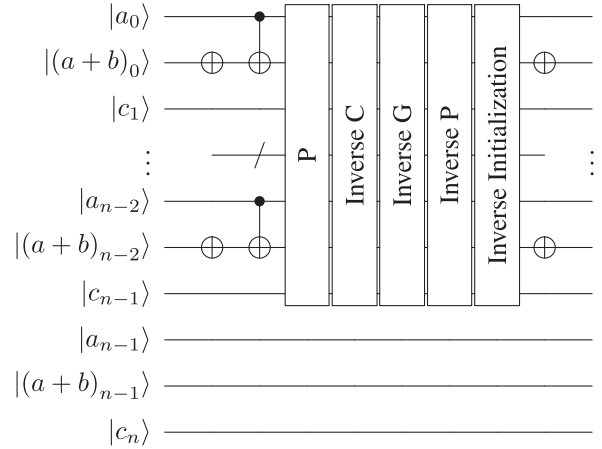 |a₀⟩
|(a + b)₀⟩
|c₁⟩
⋮ ⋮
|aₙ₋₂⟩
|(a + b)ₙ₋₂⟩
|cₙ₋₁⟩
|aₙ₋₁⟩
|(a + b)ₙ₋₁⟩
|cₙ⟩
P
Inverse C
Inverse G
Inverse P
Inverse Initialization